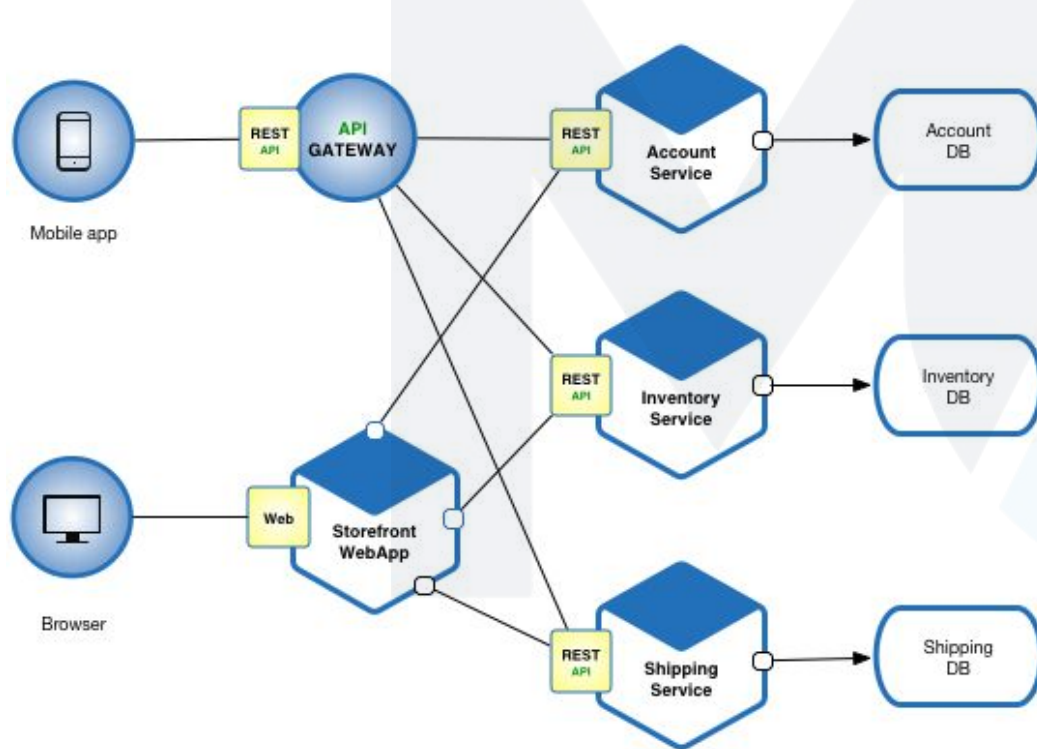 REST
API
API
GATEWAY
REST
API
Account
Service
Account
DB
Mobile app
REST
API
Inventory
Service
Inventory
DB
Web
Storefront
WebApp
Browser
REST
API
Shipping
Service
Shipping
DB